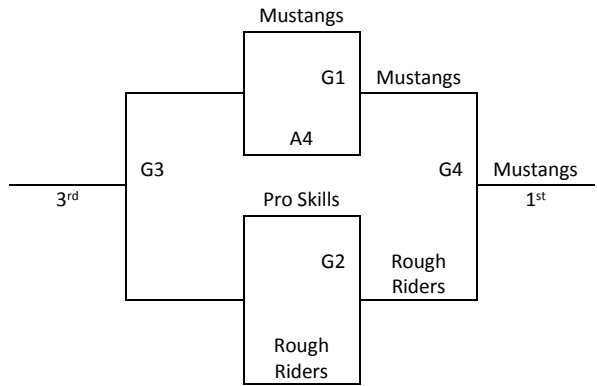 Mustangs
G1
Mustangs
A4
G3
G4
Mustangs
3rd
1st
Pro Skills
G2
Rough
Riders
Rough
Riders